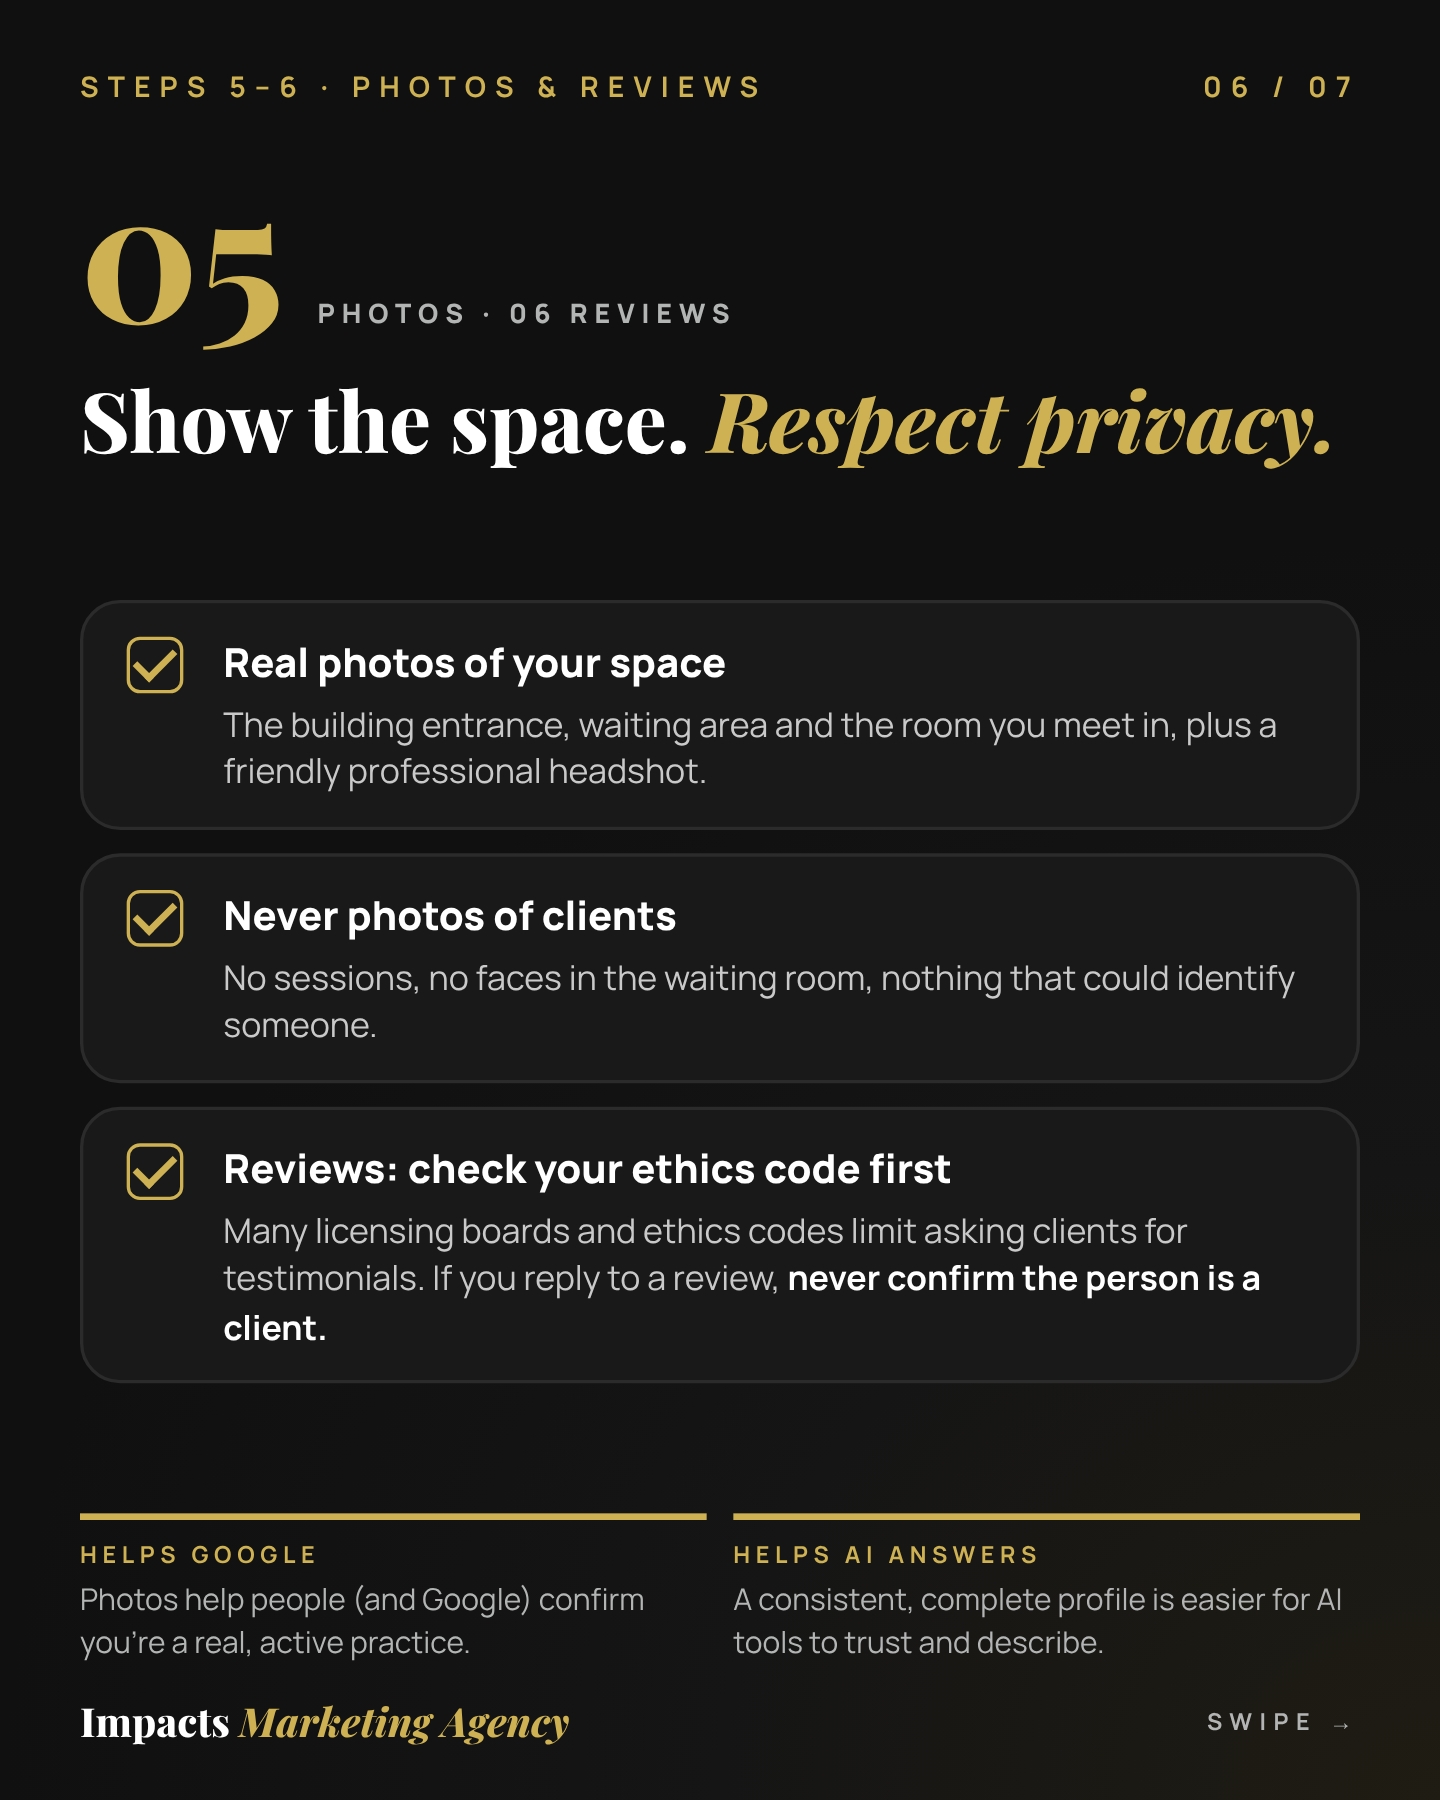 STEPS 5–6 · PHOTOS & REVIEWS
06 / 07
05 PHOTOS · 06 REVIEWS
Show the space. Respect privacy.
Real photos of your space
The building entrance, waiting area and the room you meet in, plus a
friendly professional headshot.
Never photos of clients
No sessions, no faces in the waiting room, nothing that could identify
someone.
Reviews: check your ethics code first
Many licensing boards and ethics codes limit asking clients for
testimonials. If you reply to a review, never confirm the person is a
client.
HELPS GOOGLE
Photos help people (and Google) confirm
you’re a real, active practice.
HELPS AI ANSWERS
A consistent, complete profile is easier for AI
tools to trust and describe.
Impacts Marketing Agency
SWIPE →